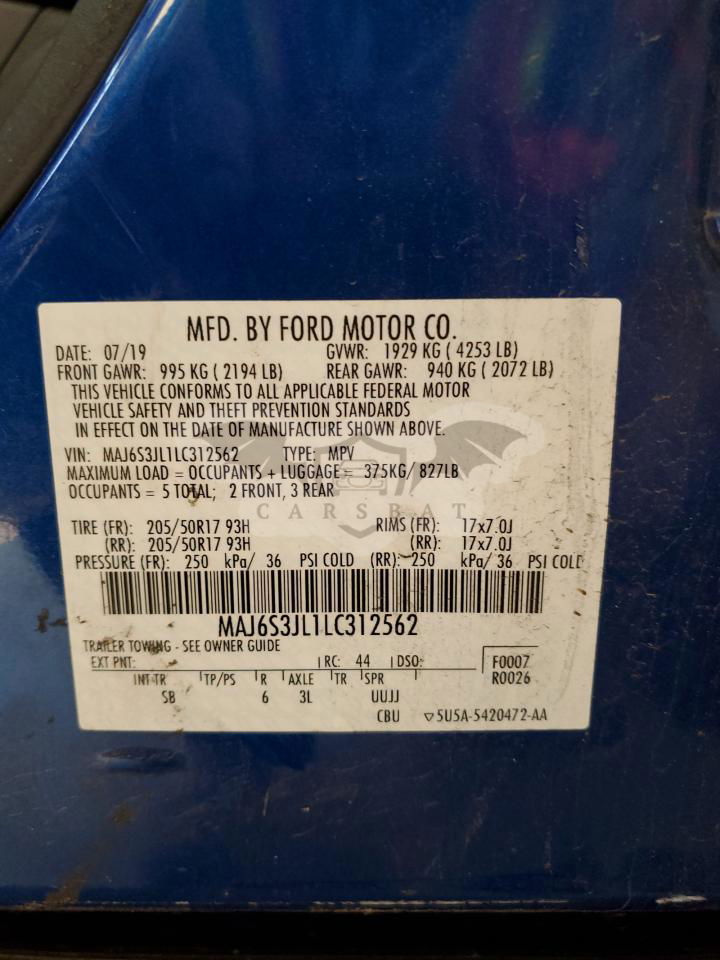 MFD. BY FORD MOTOR CO.
DATE: 07/19 GVWR: 1929 KG ( 4253 LB)
FRONT GAWR: 995 KG ( 2194 LB) REAR GAWR: 940 KG ( 2072 LB)
THIS VEHICLE CONFORMS TO ALL APPLICABLE FEDERAL MOTOR
VEHICLE SAFETY AND THEFT PREVENTION STANDARDS
IN EFFECT ON THE DATE OF MANUFACTURE SHOWN ABOVE.
VIN: MAJ6S3JL1LC312562 TYPE: MPV
MAXIMUM LOAD = OCCUPANTS + LUGGAGE = 375KG/ 827LB
OCCUPANTS = 5 TOTAL; 2 FRONT, 3 REAR
CARSBAT
TIRE (FR): 205/50R17 93H RIMS (FR): 17x7.0J
(RR): 205/50R17 93H (RR): 17x7.0J
PRESSURE (FR): 250 kPa/ 36 PSI COLD (RR): 250 kPa/ 36 PSI COLD
MAJ6S3JL1LC312562
TRAILER TOWING - SEE OWNER GUIDE
EXT PNT: RC: 44 DSO: F0007
INT TR TP/PS R AXLE TR SPR R0026
SB 6 3L UUJJ
CBU ▽5U5A-5420472-AA